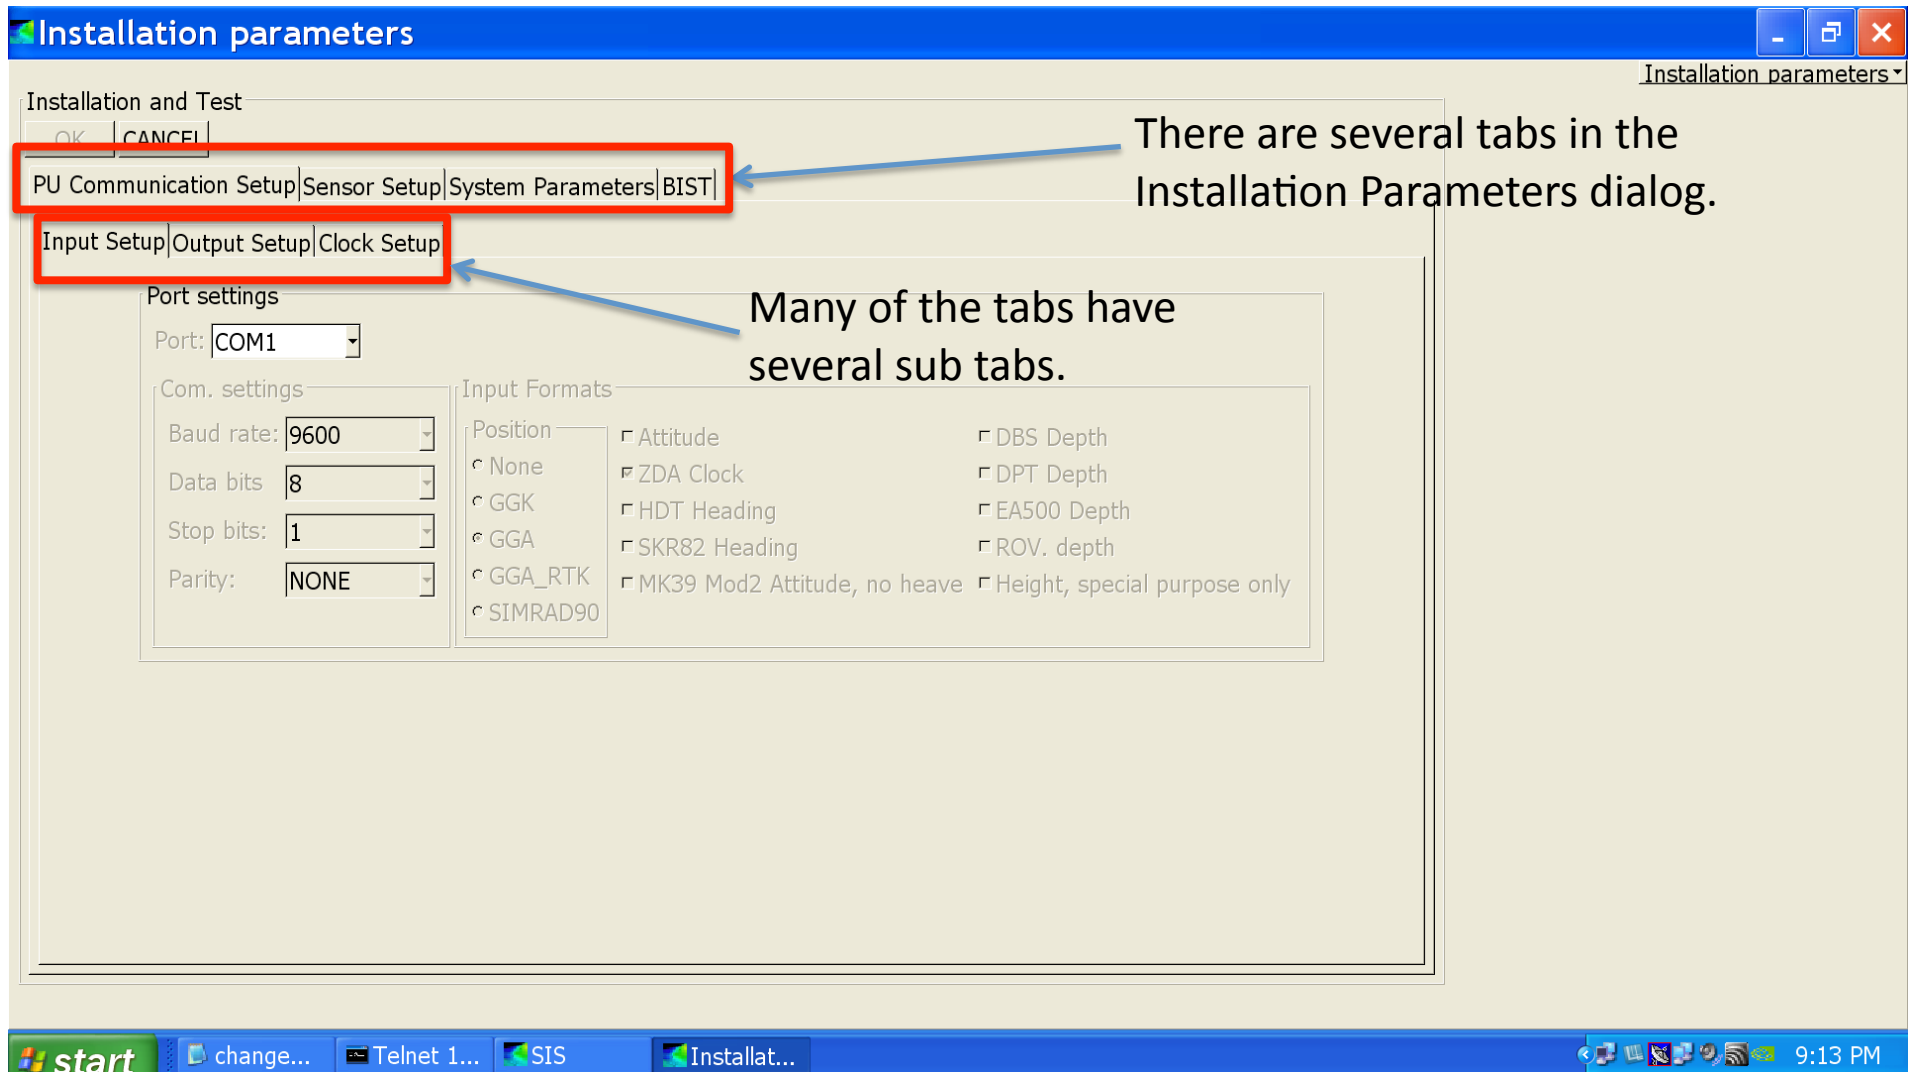 Installation parameters
Installation parameters
Installation and Test
OK CANCEL
There are several tabs in the
Installation Parameters dialog.
PU Communication Setup Sensor Setup System Parameters BIST
Input Setup Output Setup Clock Setup
Many of the tabs have
several sub tabs.
Port settings
Port: COM1
Com. settings
Baud rate: 9600
Data bits 8
Stop bits: 1
Parity: NONE
Input Formats
Position
None
GGK
GGA
GGA_RTK
SIMRAD90
Attitude
ZDA Clock
HDT Heading
SKR82 Heading
MK39 Mod2 Attitude, no heave
DBS Depth
DPT Depth
EA500 Depth
ROV. depth
Height, special purpose only
start change... Telnet 1... SIS Installat... 9:13 PM